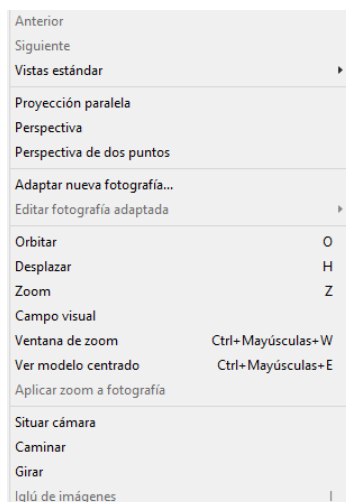 Anterior
Siguiente
Vistas estándar
Proyección paralela
Perspectiva
Perspectiva de dos puntos
Adaptar nueva fotografía...
Editar fotografía adaptada
Orbitar O
Desplazar H
Zoom Z
Campo visual
Ventana de zoom Ctrl+Mayúsculas+W
Ver modelo centrado Ctrl+Mayúsculas+E
Aplicar zoom a fotografía
Situar cámara
Caminar
Girar
Iglú de imágenes I